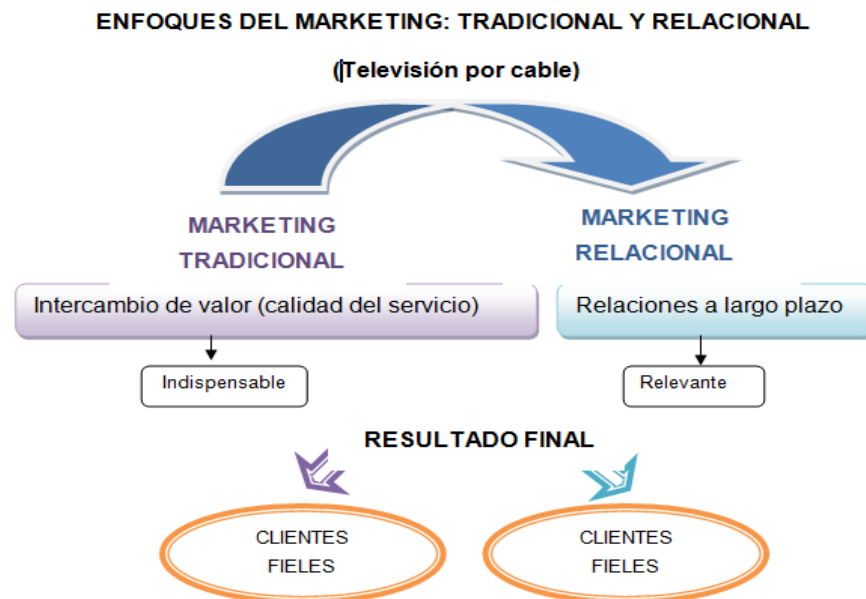 ENFOQUES DEL MARKETING: TRADICIONAL Y RELACIONAL
(Televisión por cable)
MARKETING
TRADICIONAL
MARKETING
RELACIONAL
Intercambio de valor (calidad del servicio)
Relaciones a largo plazo
Indispensable
Relevante
RESULTADO FINAL
CLIENTES
FIELES
CLIENTES
FIELES